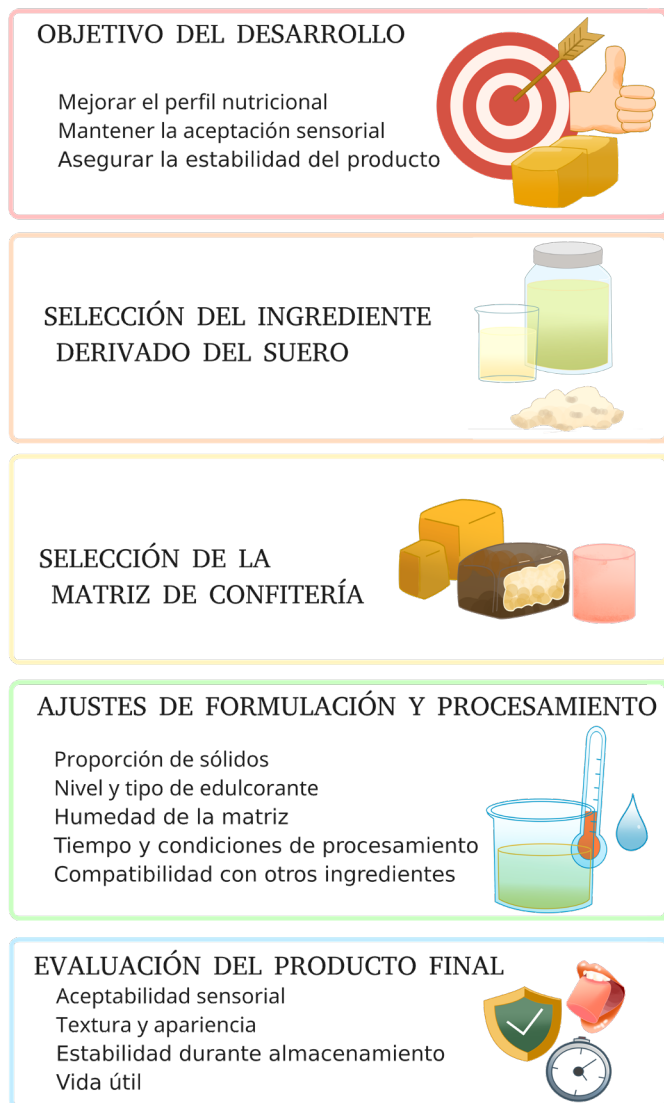 OBJETIVO DEL DESARROLLO
Mejorar el perfil nutricional
Mantener la aceptación sensorial
Asegurar la estabilidad del producto
SELECCIÓN DEL INGREDIENTE
DERIVADO DEL SUERO
SELECCIÓN DE LA
MATRIZ DE CONFITERÍA
AJUSTES DE FORMULACIÓN Y PROCESAMIENTO
Proporción de sólidos
Nivel y tipo de edulcorante
Humedad de la matriz
Tiempo y condiciones de procesamiento
Compatibilidad con otros ingredientes
EVALUACIÓN DEL PRODUCTO FINAL
Aceptabilidad sensorial
Textura y apariencia
Estabilidad durante almacenamiento
Vida útil